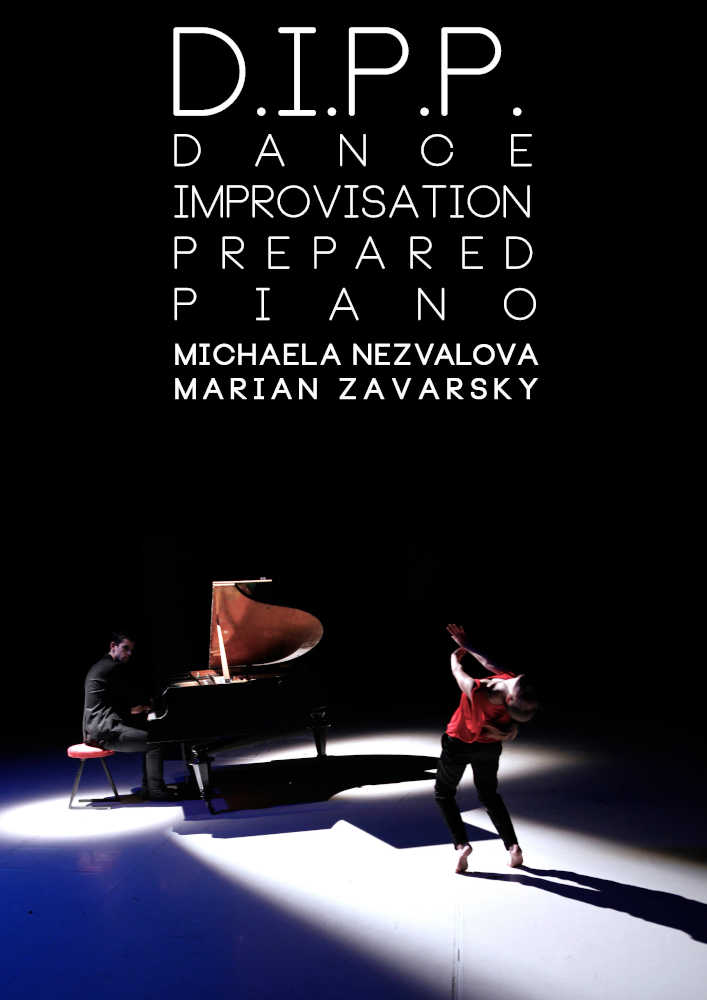 D.I.P.P.
DANCE
IMPROVISATION
PREPARED
PIANO
MICHAELA NEZVALOVA
MARIAN ZAVARSKY